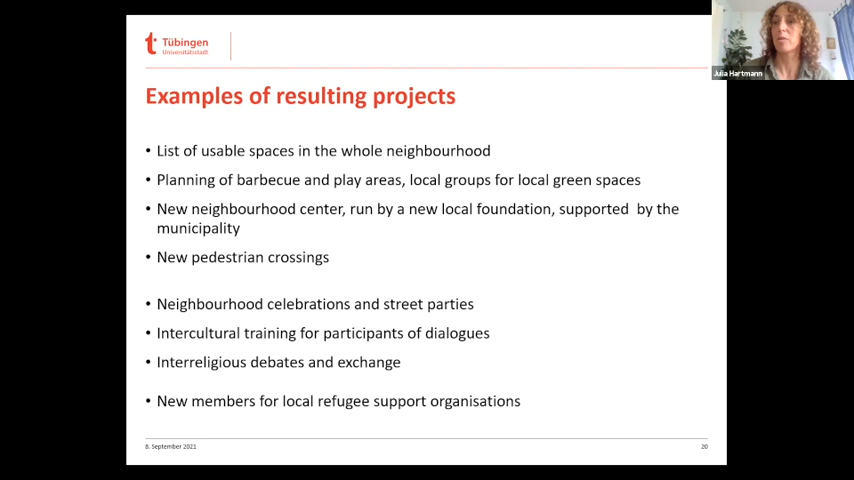 Tübingen
Universitätsstadt
Julia Hartmann
Examples of resulting projects
• List of usable spaces in the whole neighbourhood
• Planning of barbecue and play areas, local groups for local green spaces
• New neighbourhood center, run by a new local foundation, supported by the
municipality
• New pedestrian crossings
• Neighbourhood celebrations and street parties
• Intercultural training for participants of dialogues
• Interreligious debates and exchange
• New members for local refugee support organisations
8. September 2021
20